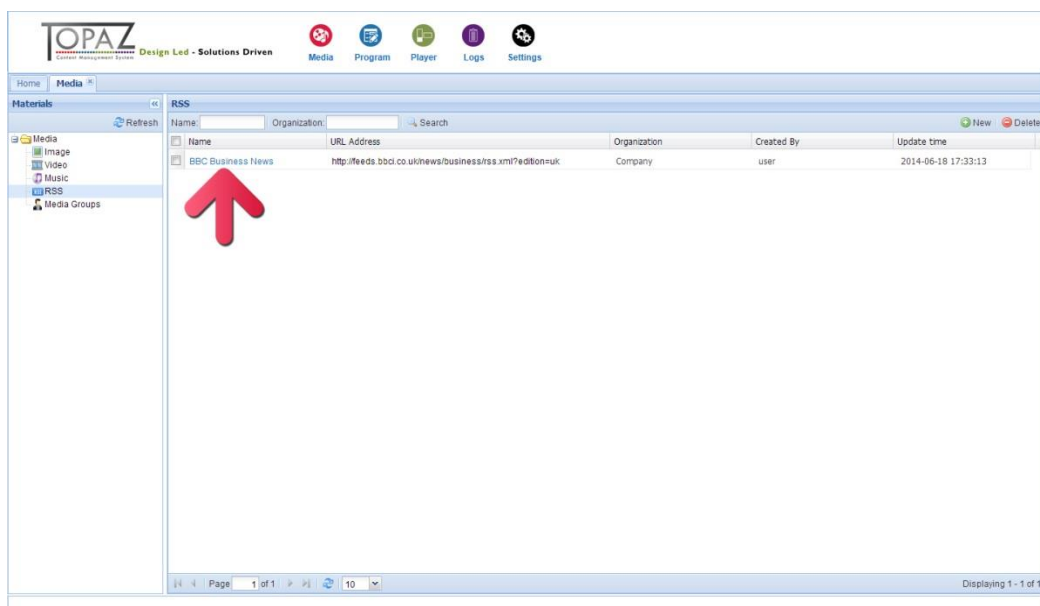 TOPAZ
Content Management System
Design Led - Solutions Driven
Media Program Player Logs Settings
Home Media
Materials
Refresh
Media
Image
Video
Music
RSS
Media Groups
RSS
Name: Organization: Search New Delete
Name URL Address Organization Created By Update time
BBC Business News http://feeds.bbci.co.uk/news/business/rss.xml?edition=uk Company user 2014-06-18 17:33:13
Page 1 of 1 10 Displaying 1 - 1 of 1